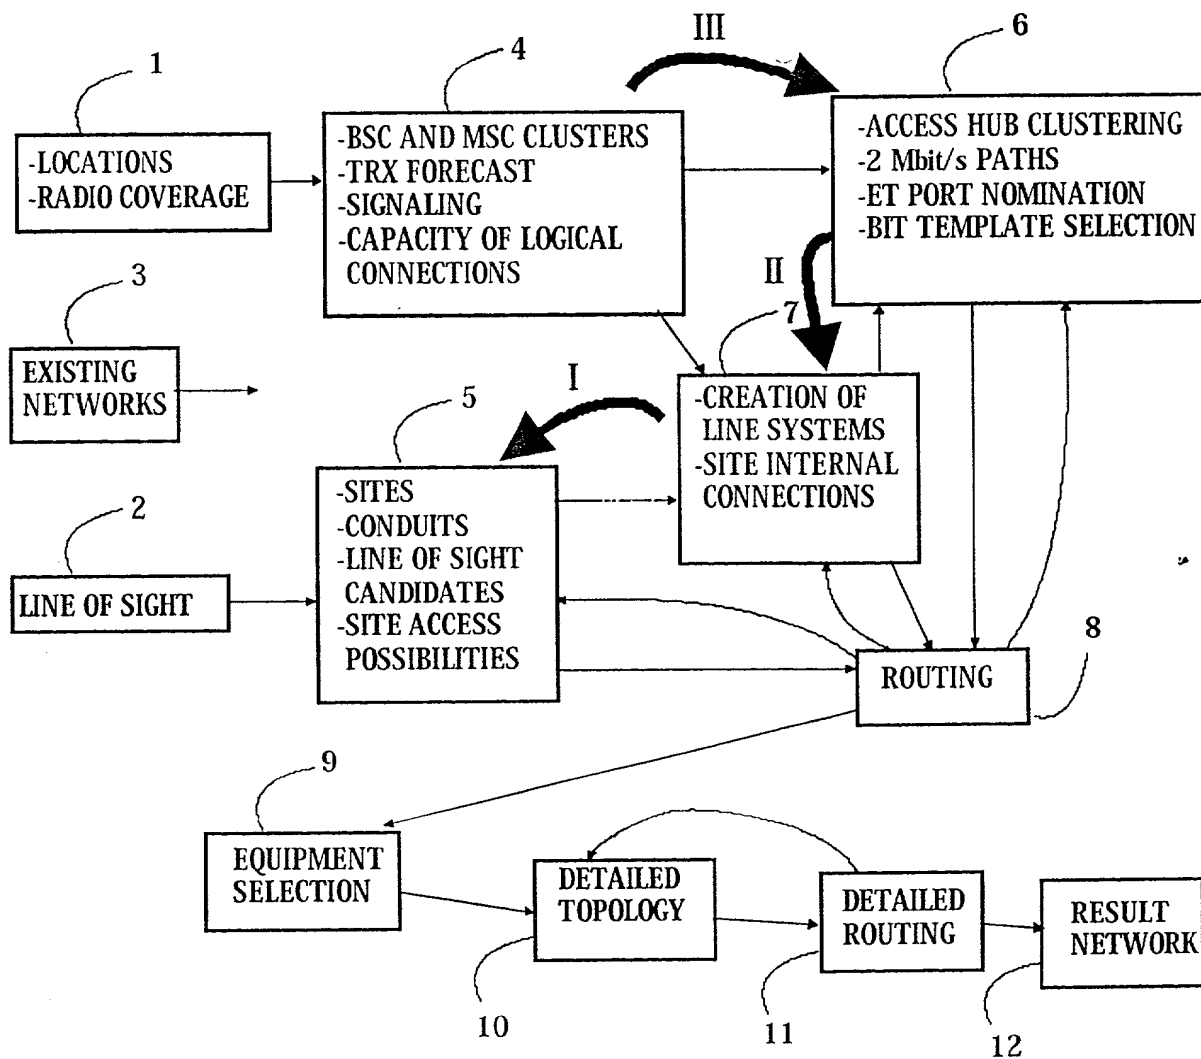 III
6
4
1
-LOCATIONS
-RADIO COVERAGE
-BSC AND MSC CLUSTERS
-TRX FORECAST
-SIGNALING
-CAPACITY OF LOGICAL
CONNECTIONS
-ACCESS HUB CLUSTERING
-2 Mbit/s PATHS
-ET PORT NOMINATION
-BIT TEMPLATE SELECTION
3
EXISTING
NETWORKS
II
7
I
5
-CREATION OF
LINE SYSTEMS
-SITE INTERNAL
CONNECTIONS
2
LINE OF SIGHT
-SITES
-CONDUITS
-LINE OF SIGHT
CANDIDATES
-SITE ACCESS
POSSIBILITIES
8
ROUTING
9
EQUIPMENT
SELECTION
DETAILED
TOPOLOGY
DETAILED
ROUTING
RESULT
NETWORK
10
11
12